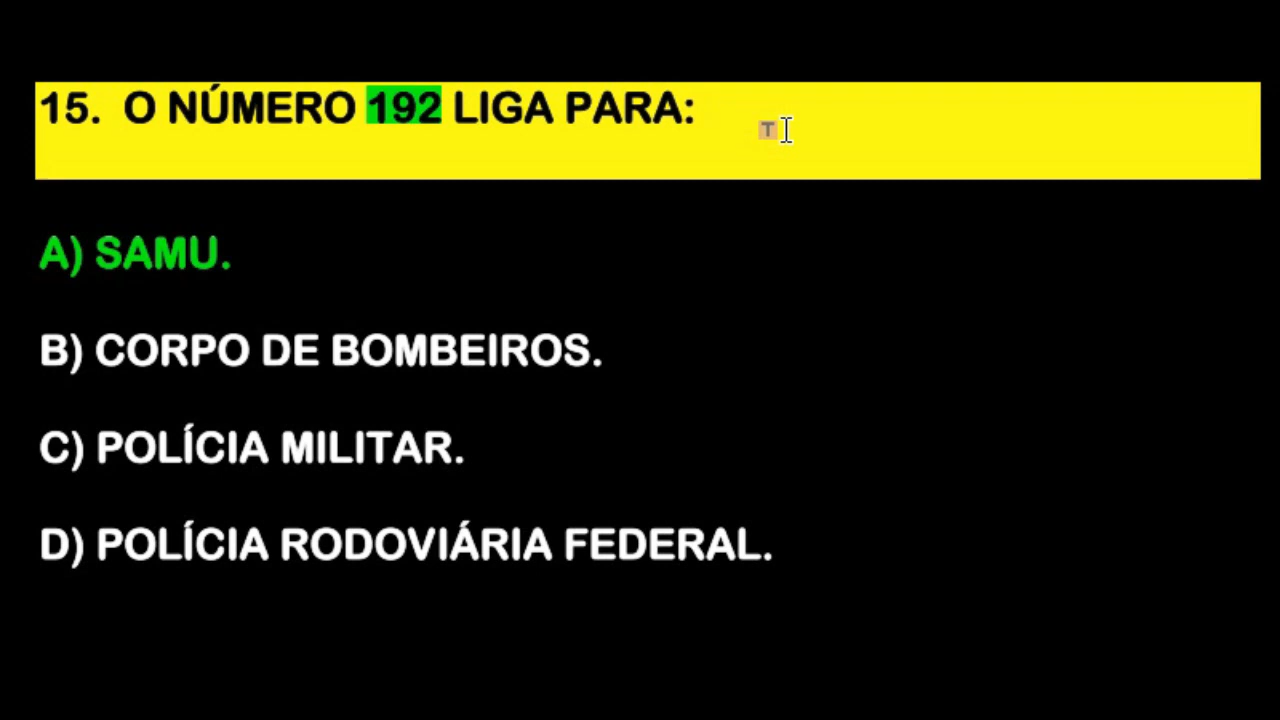 15. O NÚMERO 192 LIGA PARA:
T
A) SAMU.
B) CORPO DE BOMBEIROS.
C) POLÍCIA MILITAR.
D) POLÍCIA RODOVIÁRIA FEDERAL.